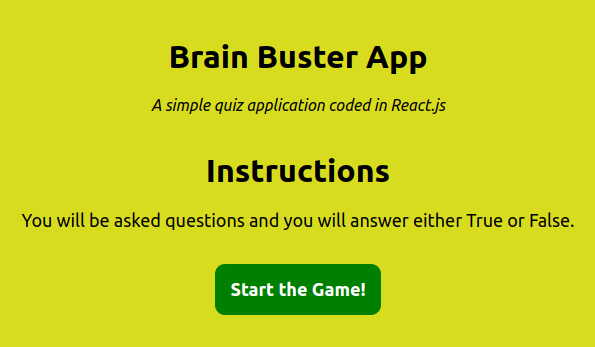 Brain Buster App
A simple quiz application coded in React.js
Instructions
You will be asked questions and you will answer either True or False.
Start the Game!